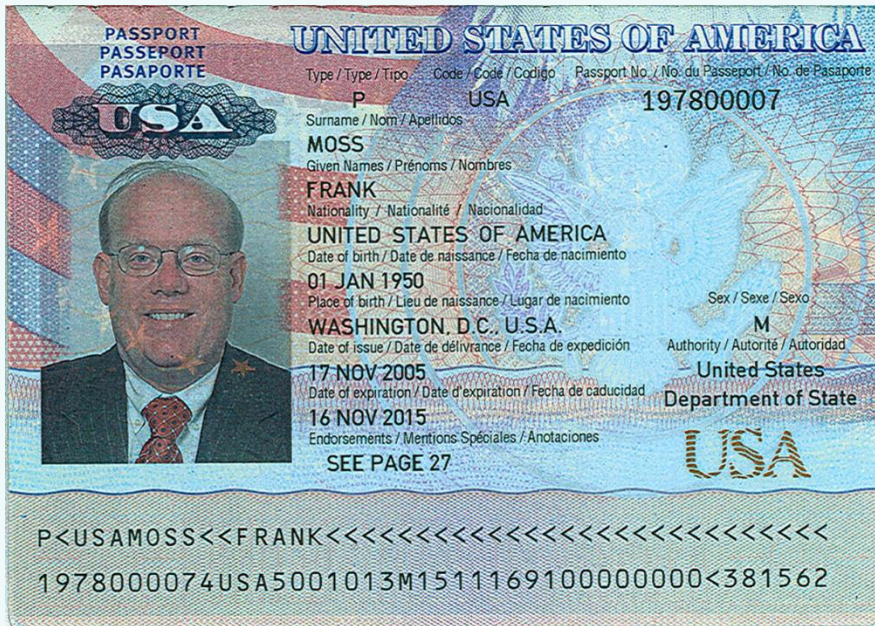 PASSPORT
PASSEPORT
PASAPORTE
USA
UNITED STATES OF AMERICA
Type / Type / Tipo Code / Code / Codigo Passport No. / No. du Passeport / No. de Pasaporte
P USA 197800007
Surname / Nom / Apellidos
MOSS
Given Names / Prénoms / Nombres
FRANK
Nationality / Nationalité / Nacionalidad
UNITED STATES OF AMERICA
Date of birth / Date de naissance / Fecha de nacimiento
01 JAN 1950
Place of birth / Lieu de naissance / Lugar de nacimiento Sex / Sexe / Sexo
WASHINGTON, D.C., U.S.A. M
Date of issue / Date de délivrance / Fecha de expedición Authority / Autorité / Autoridad
17 NOV 2005 United States
Date of expiration / Date d'expiration / Fecha de caducidad Department of State
16 NOV 2015
Endorsements / Mentions Spéciales / Anotaciones
SEE PAGE 27
USA
P<USAMOSS<<FRANK<<<<<<<<<<<<<<<<<<<<<<<<<<<<
1978000074USA5001013M1511169100000000<381562